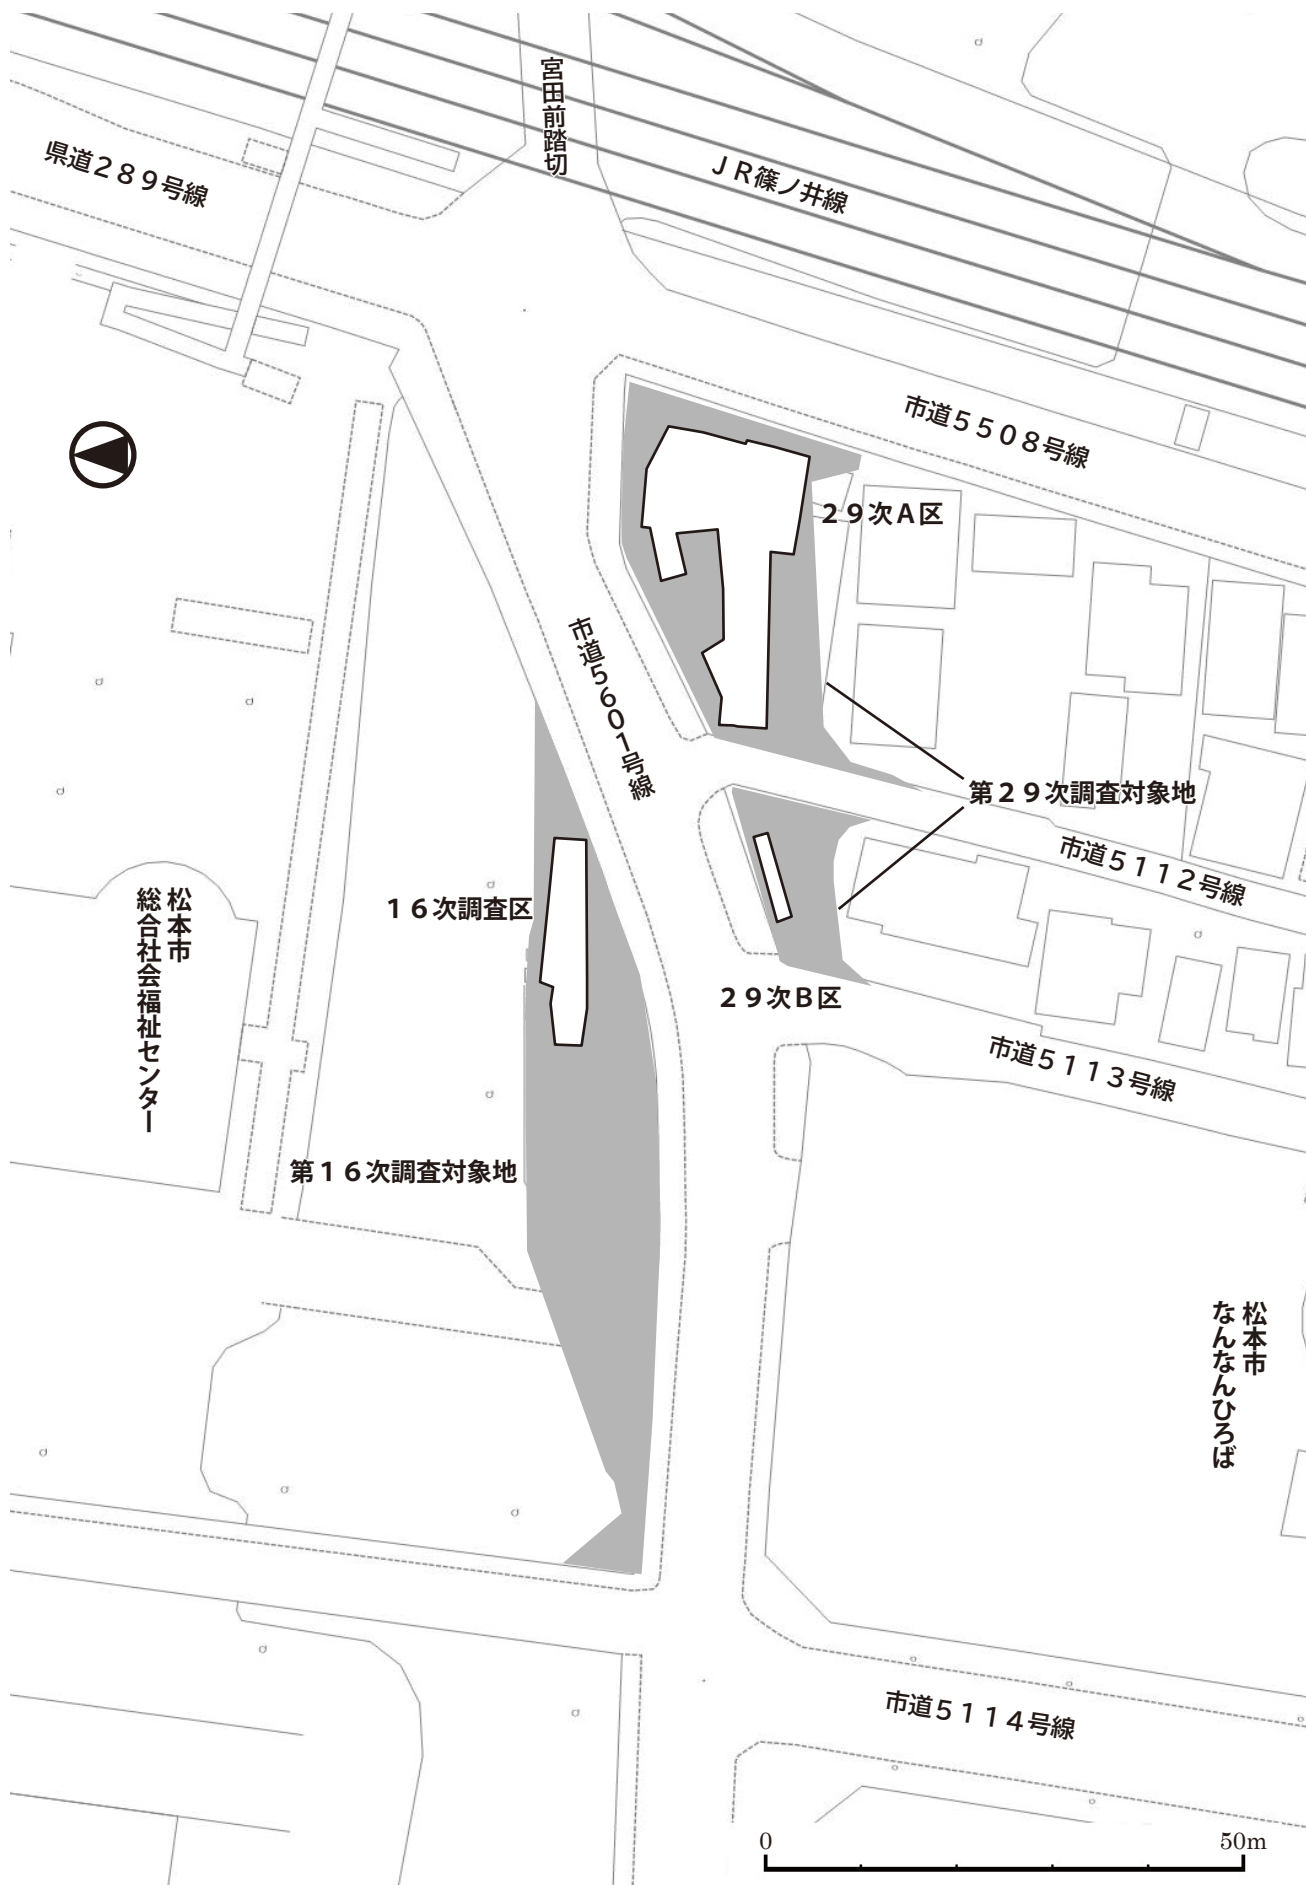 宮田前踏切
県道２８９号線
ＪＲ篠ノ井線
市道５５０８号線
２９次Ａ区
市道５６０１号線
第２９次調査対象地
市道５１１２号線
１６次調査区
松本市
総合社会福祉センター
２９次Ｂ区
市道５１１３号線
第１６次調査対象地
松本市
なんなんひろば
市道５１１４号線
0 50m